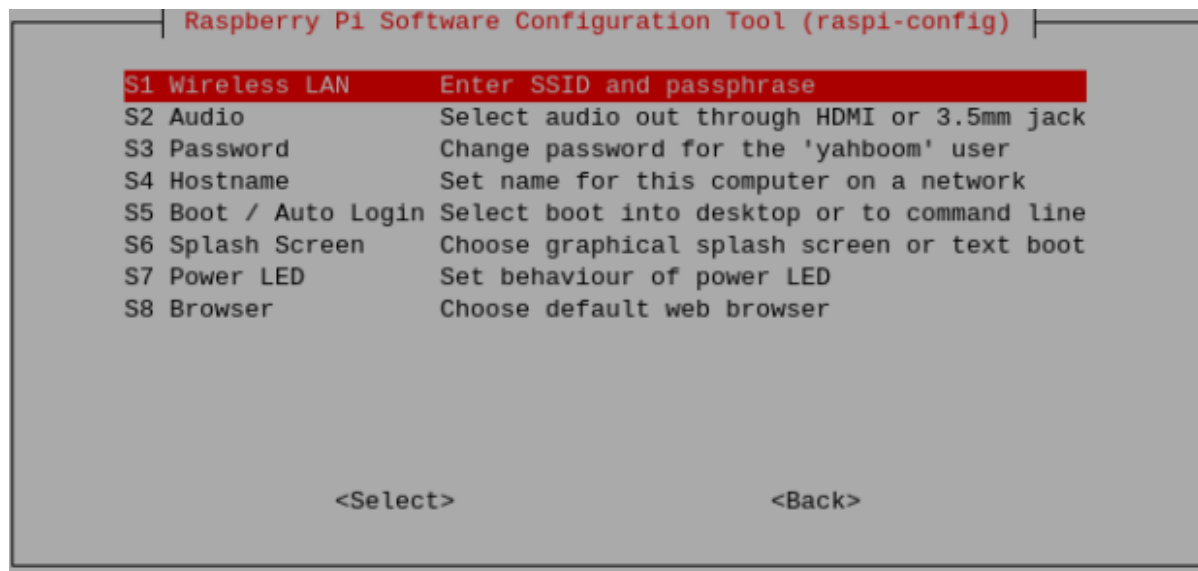 Raspberry Pi Software Configuration Tool (raspi-config)
S1 Wireless LAN Enter SSID and passphrase
S2 Audio Select audio out through HDMI or 3.5mm jack
S3 Password Change password for the 'yahboom' user
S4 Hostname Set name for this computer on a network
S5 Boot / Auto Login Select boot into desktop or to command line
S6 Splash Screen Choose graphical splash screen or text boot
S7 Power LED Set behaviour of power LED
S8 Browser Choose default web browser
<Select> <Back>